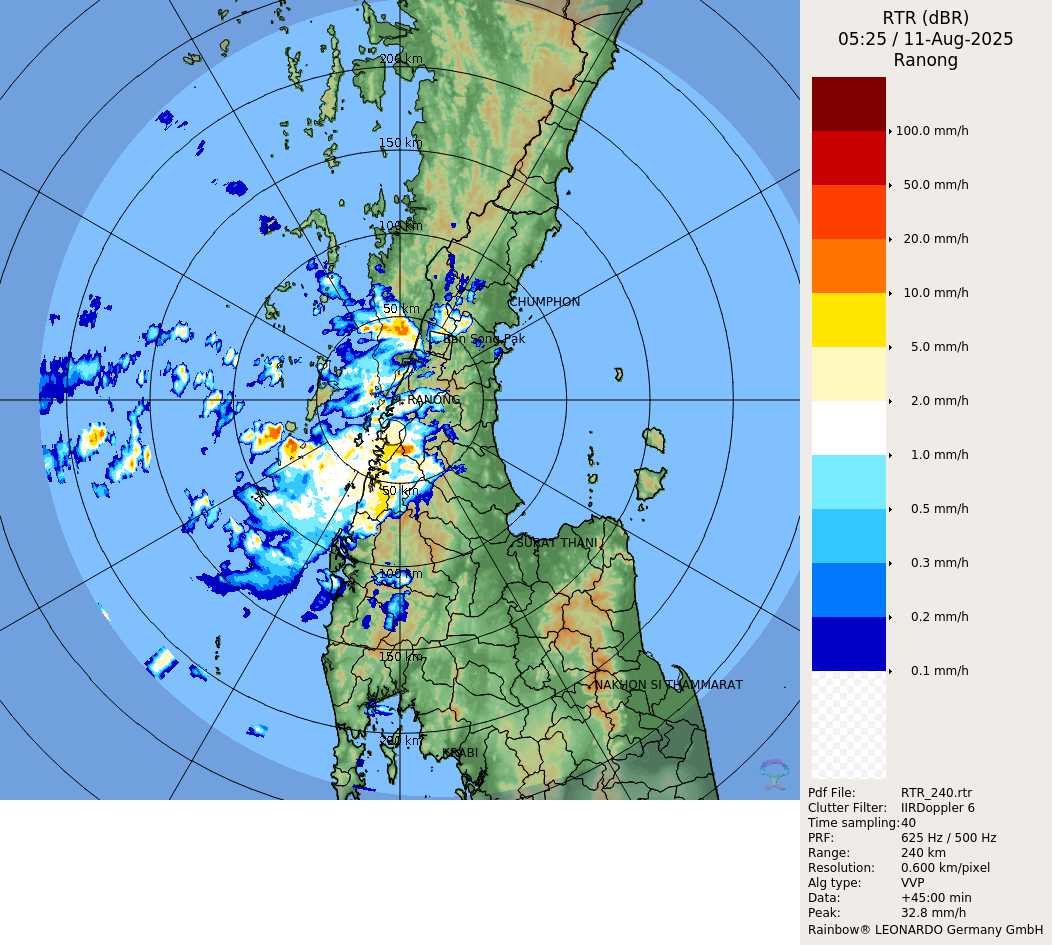 RTR (dBR)
05:25 / 11-Aug-2025
Ranong
200 km
150 km
100 km
50 km
CHUMPHON
Ban Song Pak
RANONG
50 km
SURAT THANI
100 km
150 km
NAKHON SI THAMMARAT
200 km
KRABI
100.0 mm/h
50.0 mm/h
20.0 mm/h
10.0 mm/h
5.0 mm/h
2.0 mm/h
1.0 mm/h
0.5 mm/h
0.3 mm/h
0.2 mm/h
0.1 mm/h
Pdf File: RTR_240.rtr
Clutter Filter: IIRDoppler 6
Time sampling: 40
PRF: 625 Hz / 500 Hz
Range: 240 km
Resolution: 0.600 km/pixel
Alg type: VVP
Data: +45:00 min
Peak: 32.8 mm/h
Rainbow® LEONARDO Germany GmbH